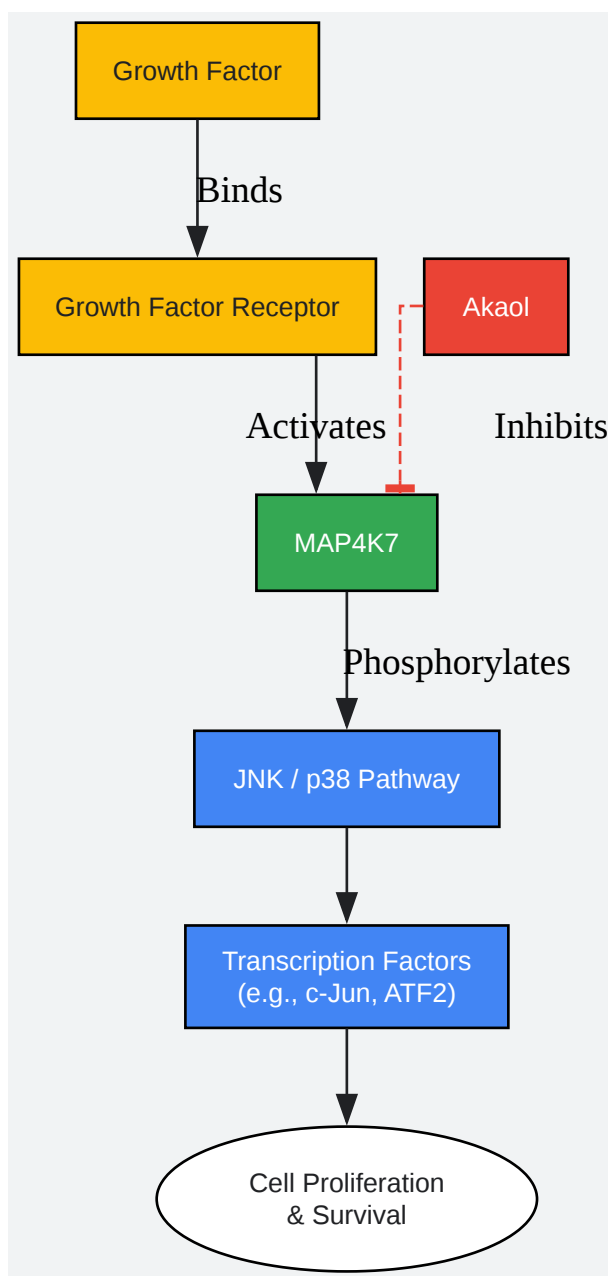 Growth Factor
Binds
Growth Factor Receptor
Akaol
Activates
Inhibits
MAP4K7
Phosphorylates
JNK / p38 Pathway
Transcription Factors
(e.g., c-Jun, ATF2)
Cell Proliferation
& Survival